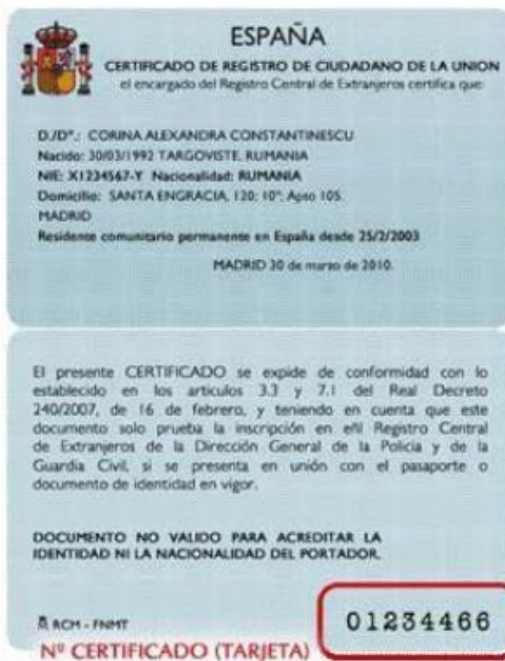 ESPAÑA
CERTIFICADO DE REGISTRO DE CIUDADANO DE LA UNION
el encargado del Registro Central de Extranjeros certifica que:
D./Dª.: CORINA ALEXANDRA CONSTANTINESCU
Nacido: 30/03/1992 TARGOVISTE, RUMANIA
NIE: X1234567-Y Nacionalidad: RUMANIA
Domicilio: SANTA ENGRACIA, 120; 10º; Apto 105.
MADRID
Residente comunitario permanente en España desde 25/2/2003
MADRID 30 de marzo de 2010.
El presente CERTIFICADO se expide de conformidad con lo
establecido en los articulos 3.3 y 7.1 del Real Decreto
240/2007, de 16 de febrero, y teniendo en cuenta que este
documento solo prueba la inscripción en eñl Registro Central
de Extranjeros de la Dirección General de la Policia y de la
Guardia Civil, si se presenta en unión con el pasaporte o
documento de identidad en vigor.
DOCUMENTO NO VALIDO PARA ACREDITAR LA
IDENTIDAD NI LA NACIONALIDAD DEL PORTADOR.
RCM - FNMT
01234466
Nº CERTIFICADO (TARJETA)